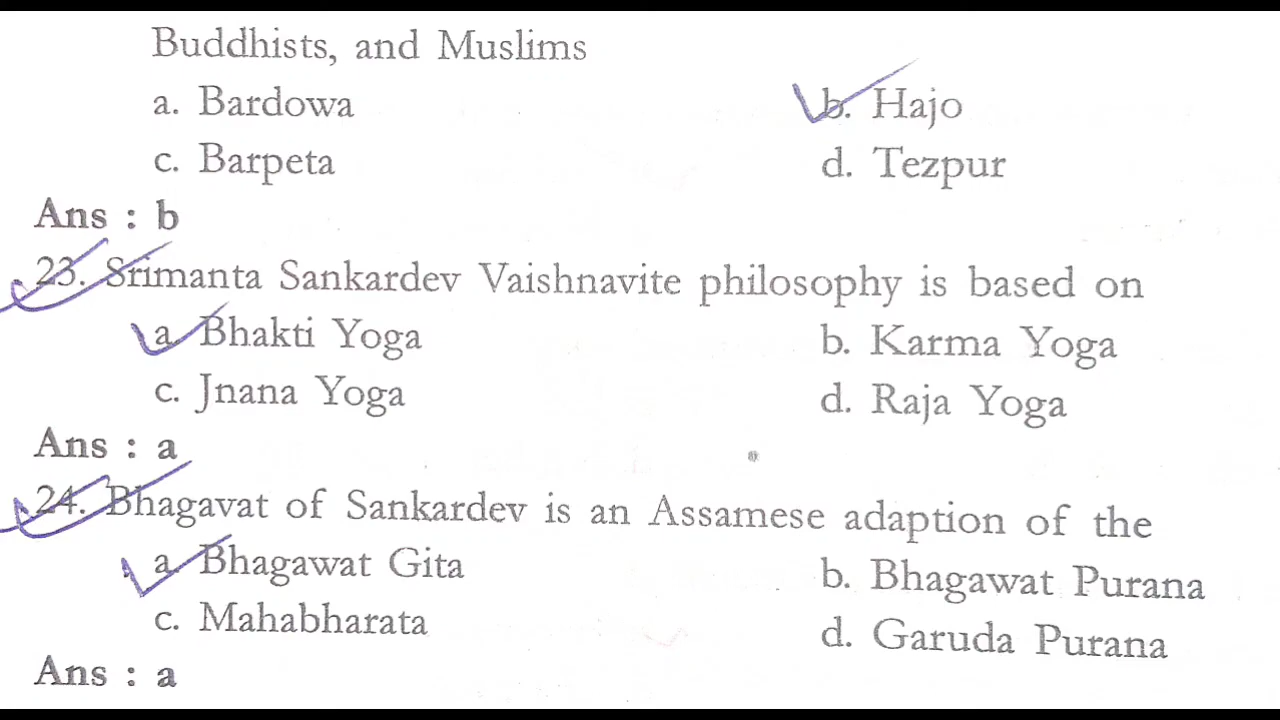 Buddhists, and Muslims
a. Bardowa b. Hajo
c. Barpeta d. Tezpur
Ans : b
23. Srimanta Sankardev Vaishnavite philosophy is based on
a. Bhakti Yoga b. Karma Yoga
c. Jnana Yoga d. Raja Yoga
Ans : a
24. Bhagavat of Sankardev is an Assamese adaption of the
a. Bhagawat Gita b. Bhagawat Purana
c. Mahabharata d. Garuda Purana
Ans : a